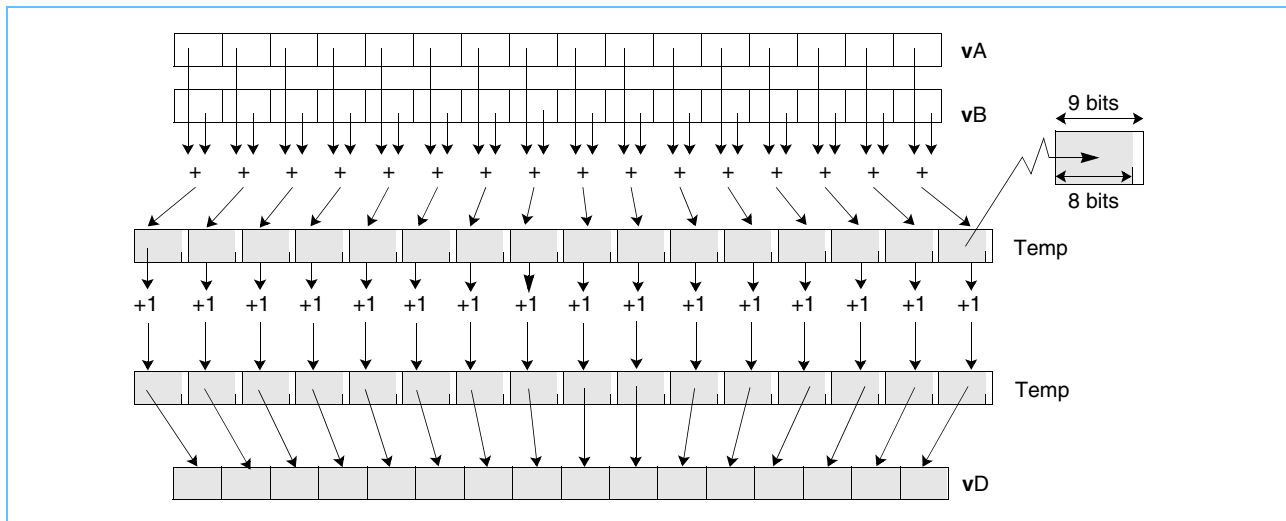 vA
vB
9 bits
8 bits
+ + + + + + + + + + + + + + + +
Temp
+1 +1 +1 +1 +1 +1 +1 +1 +1 +1 +1 +1 +1 +1 +1 +1
Temp
vD